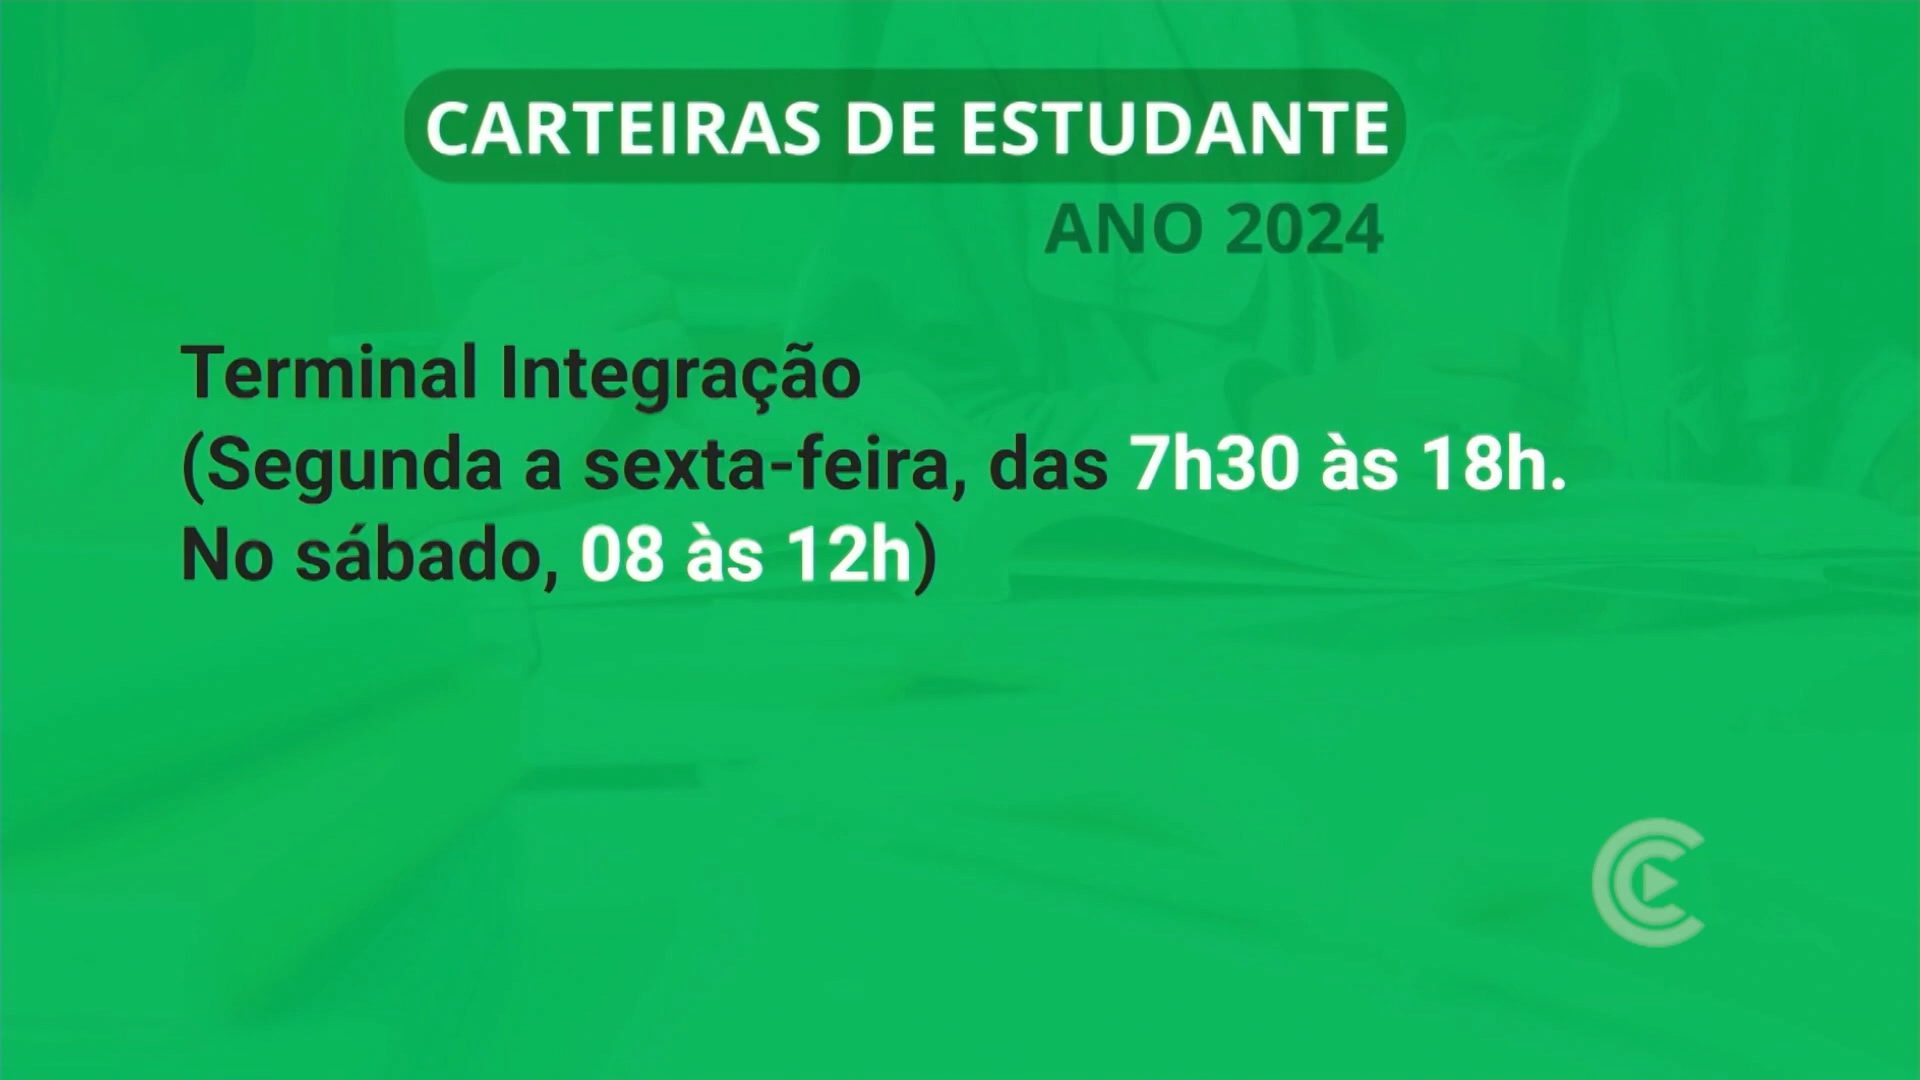 CARTEIRAS DE ESTUDANTE
ANO 2024
Terminal Integração
(Segunda a sexta-feira, das 7h30 às 18h.
No sábado, 08 às 12h)